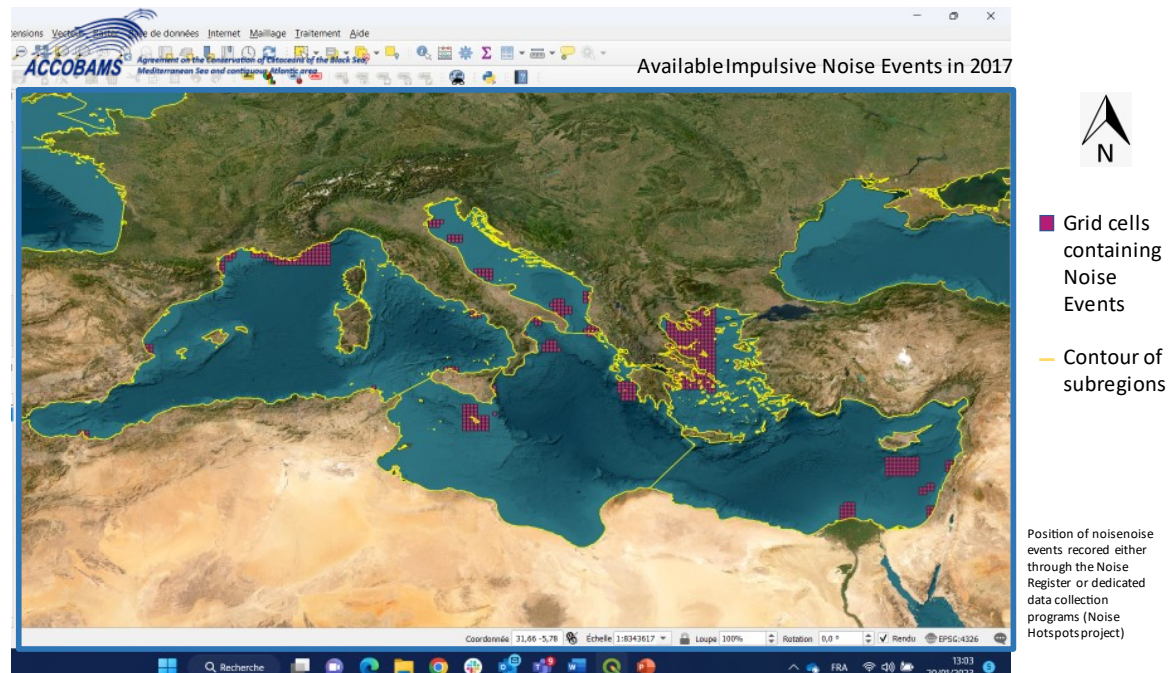 ensions Vecteur Raster Base de données Internet Maillage Traitement Aide
ACCOBAMS
Agreement on the Conservation of Cetaceans of the Black Sea,
Mediterranean Sea and contiguous Atlantic area
Available Impulsive Noise Events in 2017
N
Grid cells
containing
Noise
Events
Contour of
subregions
Position of noisenoise
events recored either
through the Noise
Register or dedicated
data collection
programs (Noise
Hotspots project)
Coordonnée 31,66 -5,78 Échelle 1:8343617 Loupe 100% Rotation 0,0 ° Rendu EPSG:4326
Recherche FRA 13:03
20/01/2023